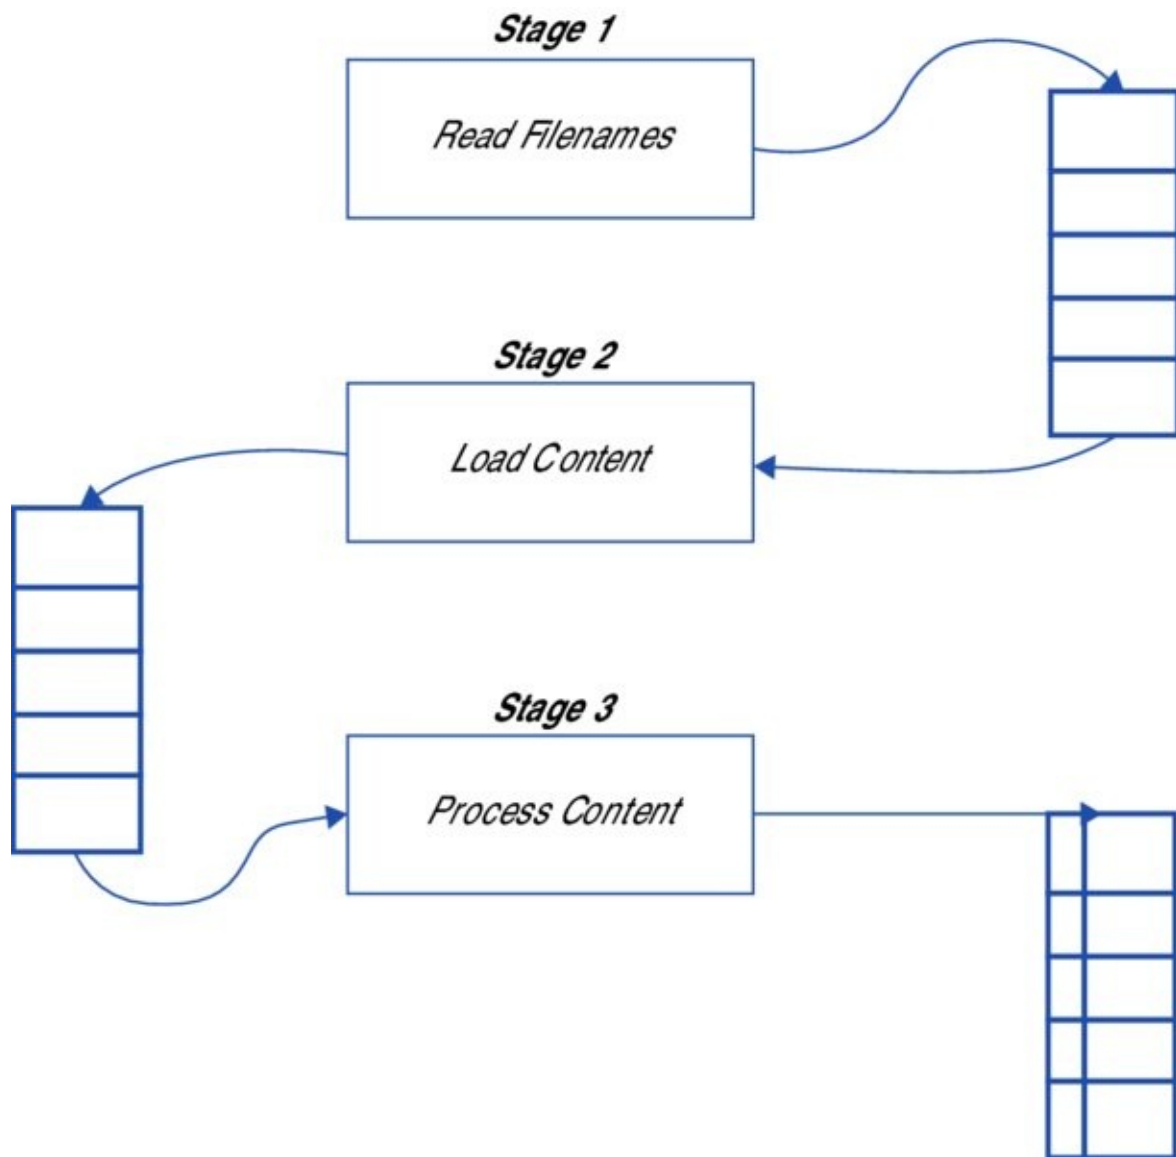 Stage 1
Read Filenames
Stage 2
Load Content
Stage 3
Process Content